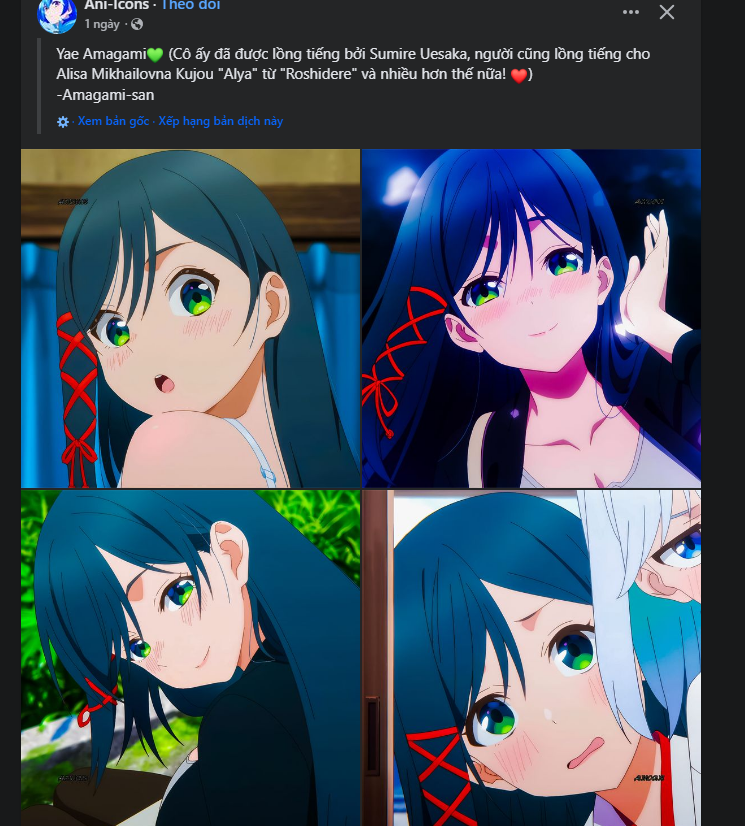 Ani-Icons · Theo dõi
1 ngày ·
Yae Amagami💚 (Cô ấy đã được lồng tiếng bởi Sumire Uesaka, người cũng lồng tiếng cho
Alisa Mikhailovna Kujou "Alya" từ "Roshidere" và nhiều hơn thế nữa! ❤️)
-Amagami-san
· Xem bản gốc · Xếp hạng bản dịch này